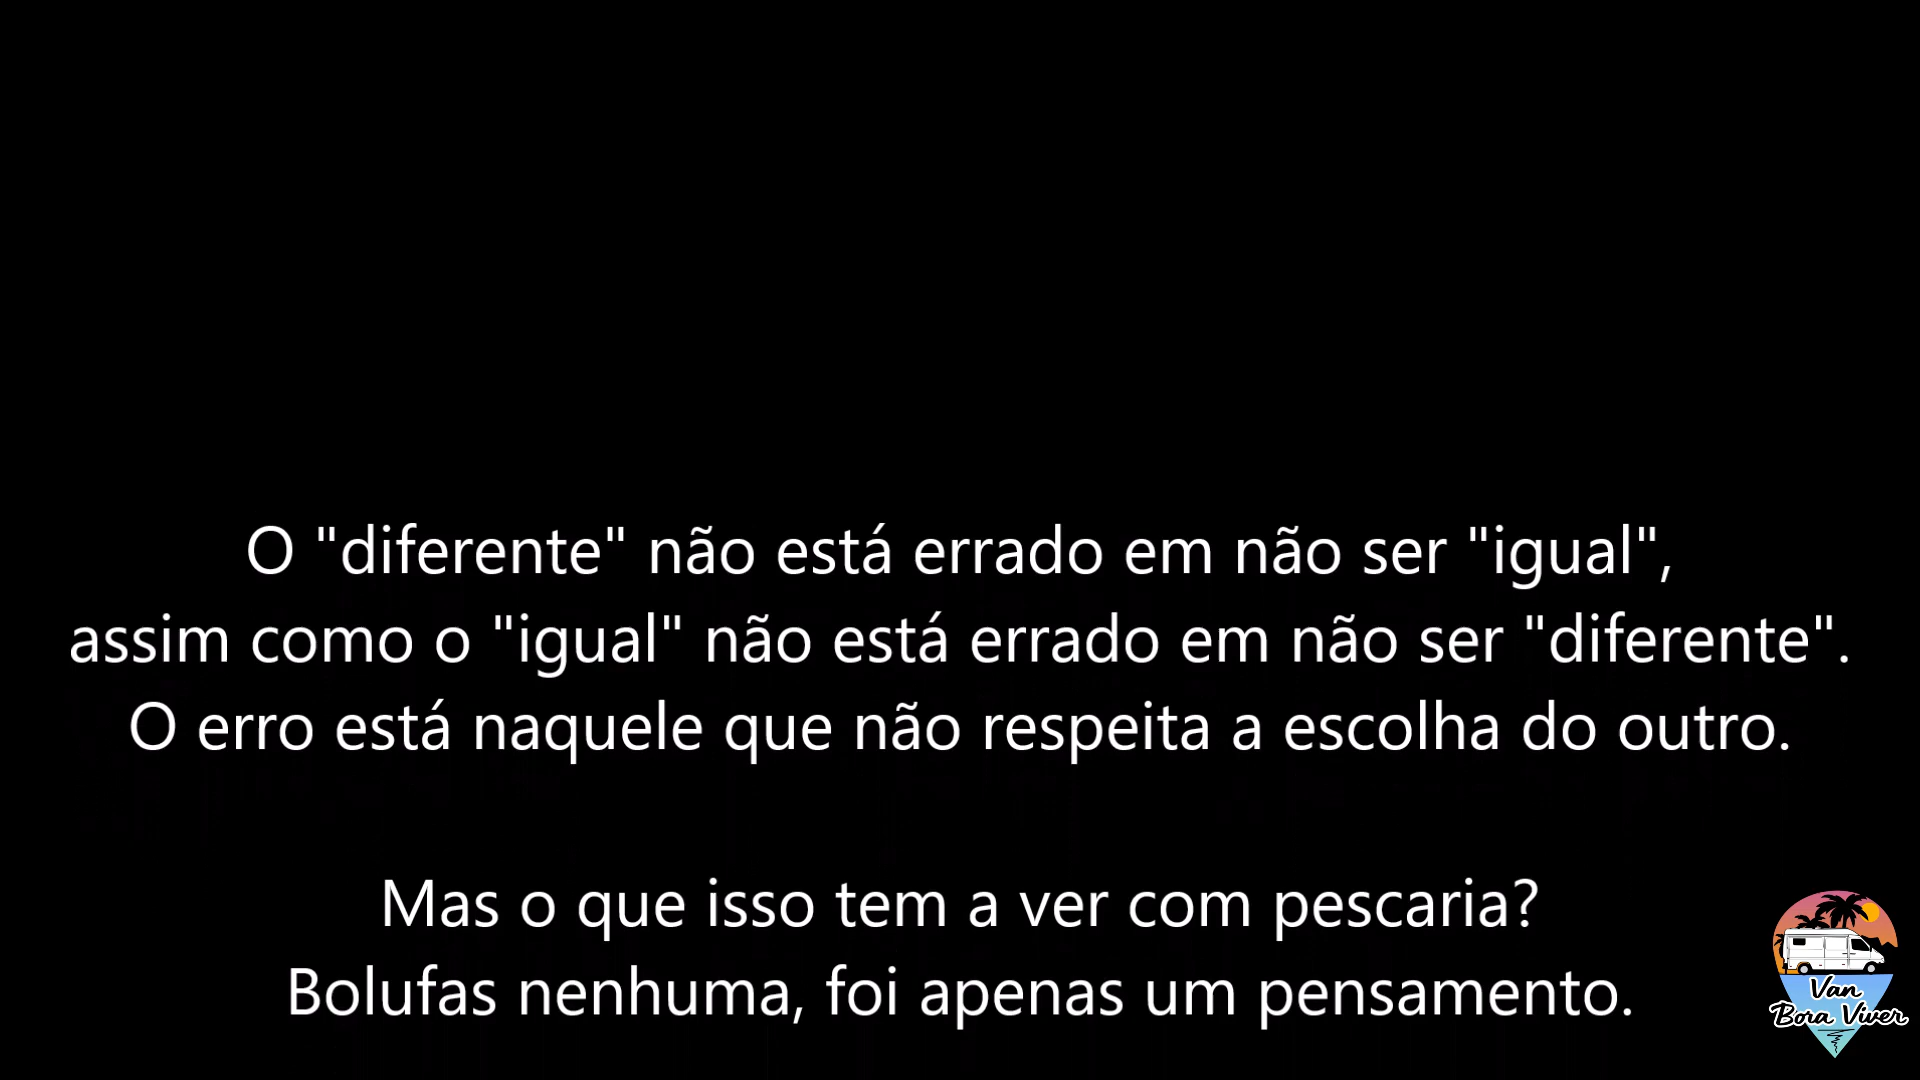 O "diferente" não está errado em não ser "igual",
assim como o "igual" não está errado em não ser "diferente".
O erro está naquele que não respeita a escolha do outro.
Mas o que isso tem a ver com pescaria?
Bolufas nenhuma, foi apenas um pensamento.
Van
Bora Viver